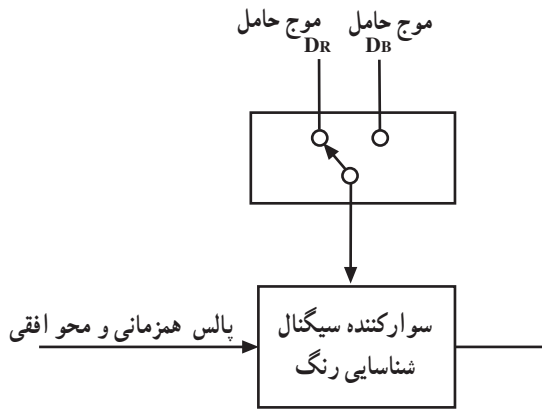 موج حامل
DR
موج حامل
DB
پالس همزمانی و محو افقی
سوارکننده سیگنال
شناسایی رنگ